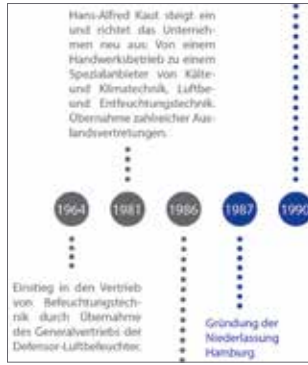 Hans-Alfred Kaut steigt ein
und richtet das Unterneh-
men neu aus: Von einem
Handwerksbetrieb zu einem
Spezialanbieter von Kälte-
und Klimatechnik, Luftbe-
und Entfeuchtungstechnik.
Übernahme zahlreicher Aus-
landsvertretungen.
1964
1981
1986
1987
1990
Einstieg in den Vertrieb
von Befeuchtungstech-
nik durch Übernahme
des Generalvertriebs der
Defensor-Luftbefeuchter.
Gründung der
Niederlassung
Hamburg.